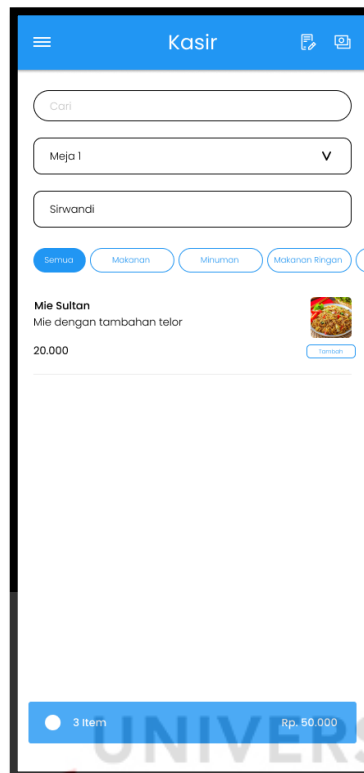 Kasir
Cari
Meja 1
Sirwandi
Semua Makanan Minuman Makanan Ringan
Mie Sultan
Mie dengan tambahan telor
20.000
Tambah
3 Item Rp. 50.000
UNIVERS